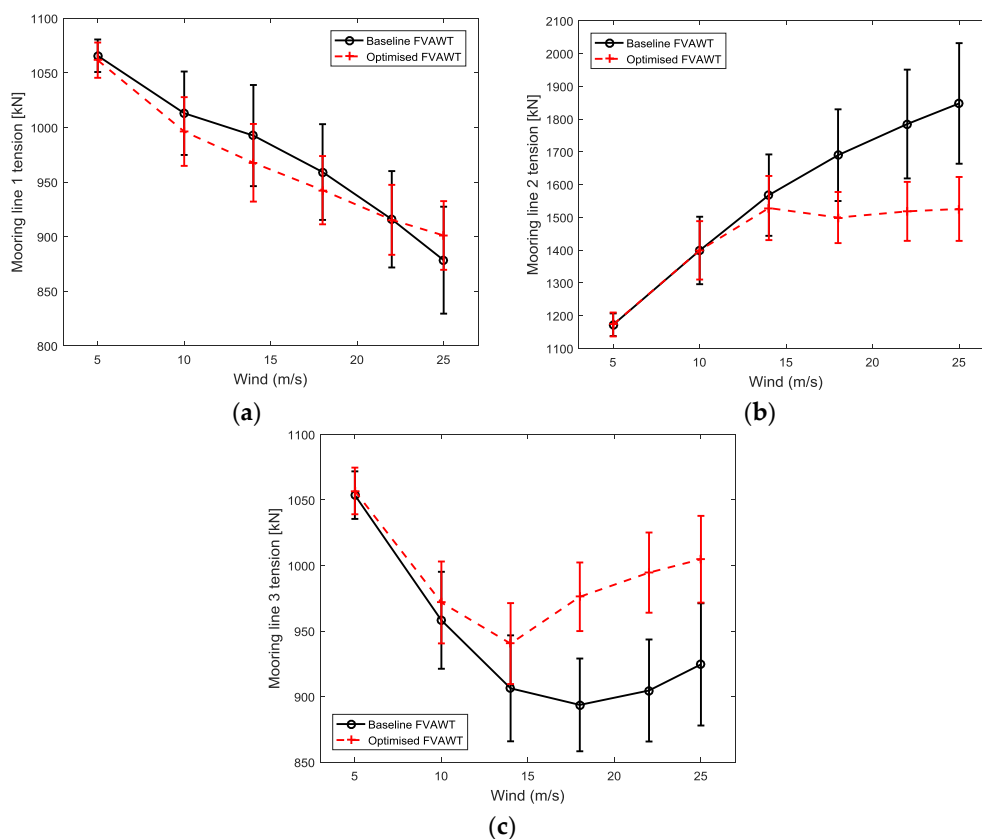 1100
1050
1000
950
900
850
800
Mooring line 1 tension [kN]
Baseline FVAWT
Optimised FVAWT
5 10 15 20 25
Wind (m/s)
(a)
2100
2000
1900
1800
1700
1600
1500
1400
1300
1200
1100
Mooring line 2 tension [kN]
Baseline FVAWT
Optimised FVAWT
5 10 15 20 25
Wind (m/s)
(b)
1100
1050
1000
950
900
850
Mooring line 3 tension [kN]
Baseline FVAWT
Optimised FVAWT
5 10 15 20 25
Wind (m/s)
(c)